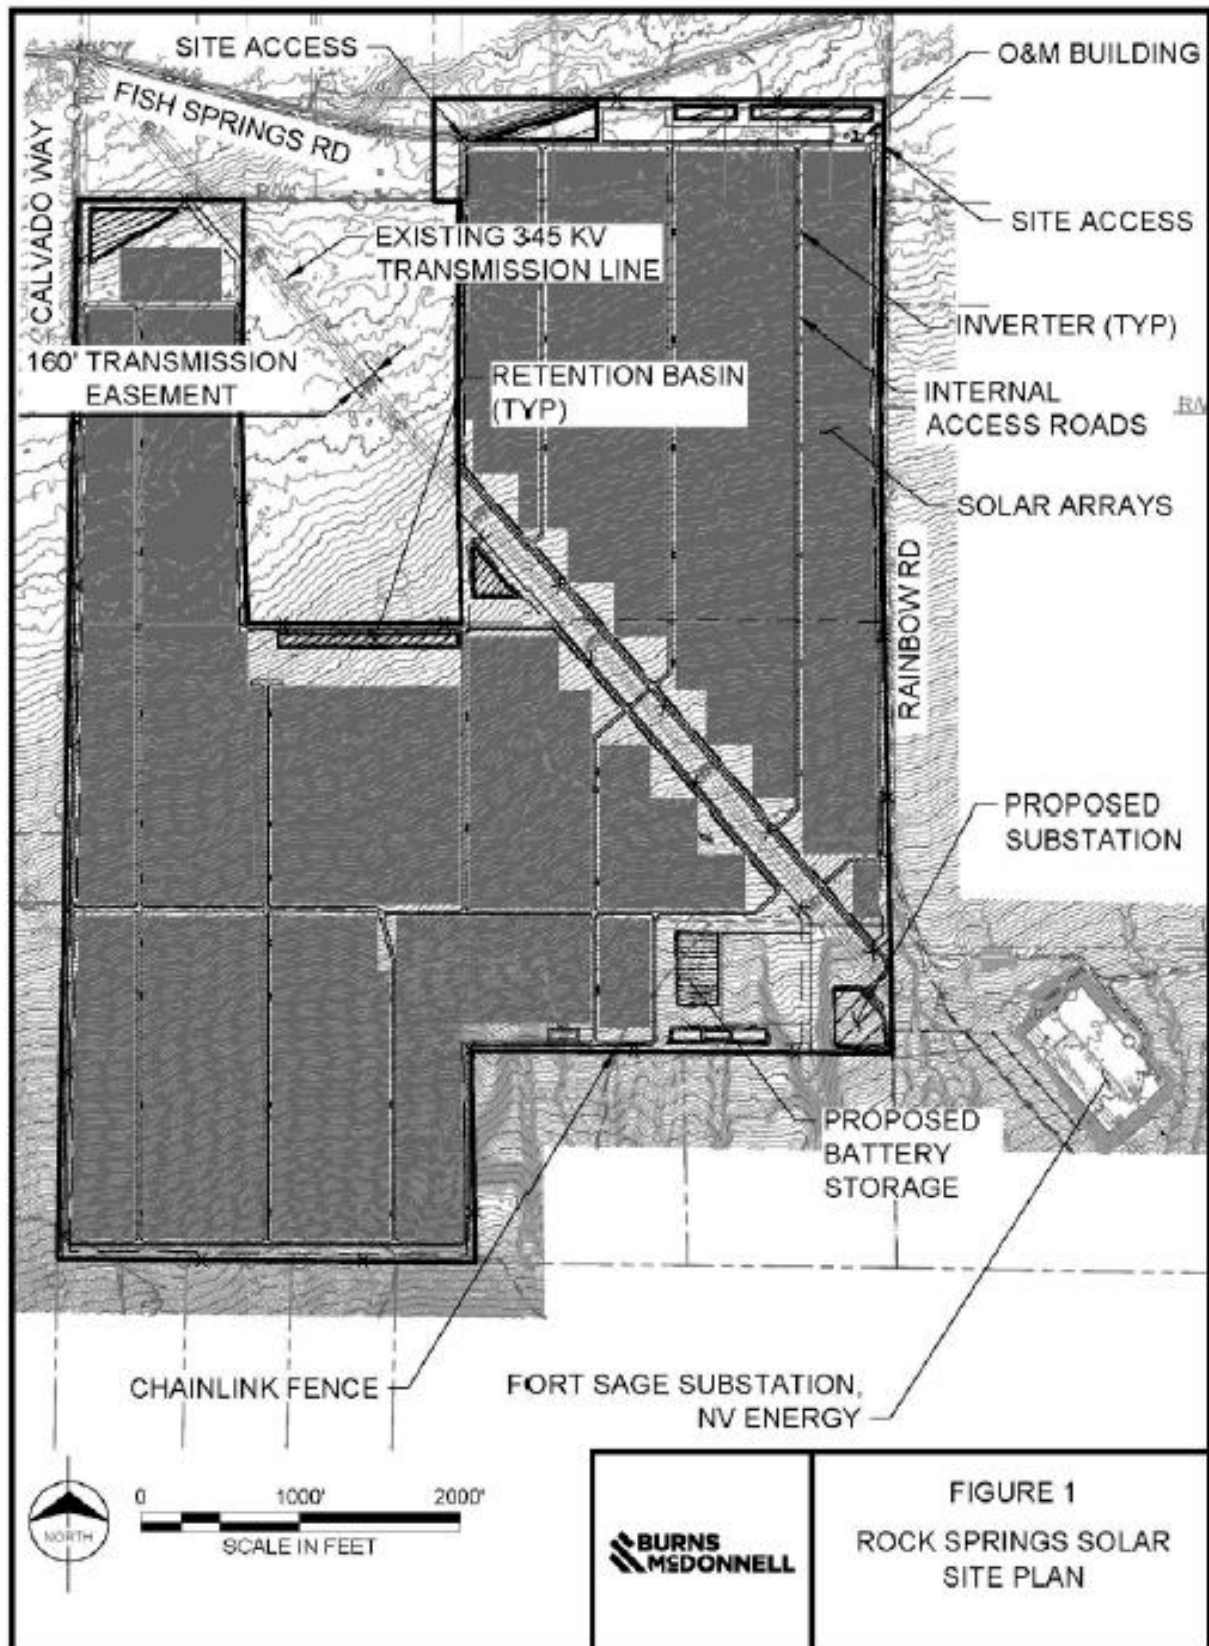 SITE ACCESS
O&M BUILDING
FISH SPRINGS RD
CALVADO WAY
SITE ACCESS
EXISTING 345 KV
TRANSMISSION LINE
INVERTER (TYP)
160' TRANSMISSION
EASEMENT
RETENTION BASIN
(TYP)
INTERNAL
ACCESS ROADS
SOLAR ARRAYS
RAINBOW RD
PROPOSED
SUBSTATION
PROPOSED
BATTERY
STORAGE
CHAINLINK FENCE
FORT SAGE SUBSTATION,
NV ENERGY
NORTH
0 1000' 2000'
SCALE IN FEET
BURNS
MCDONNELL
FIGURE 1
ROCK SPRINGS SOLAR
SITE PLAN